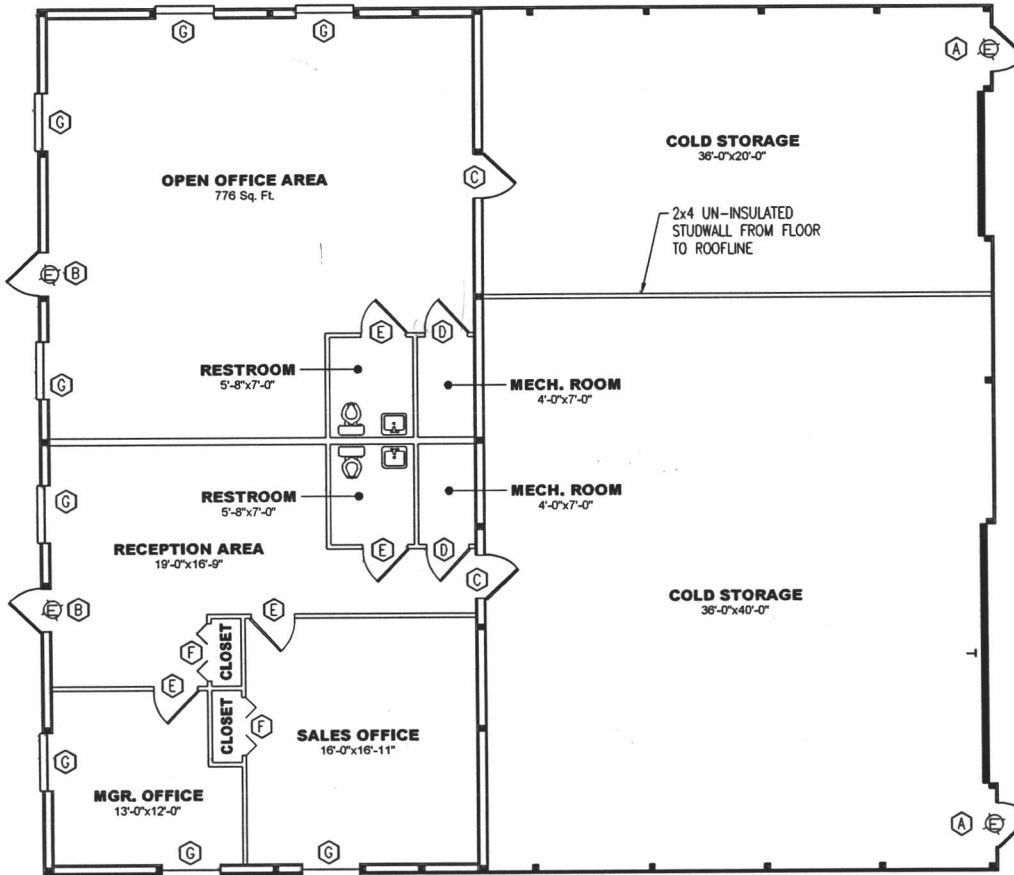 G
G
A
E
G
COLD STORAGE
36'-0"x20'-0"
OPEN OFFICE AREA
776 Sq. Ft.
C
2x4 UN-INSULATED
STUDWALL FROM FLOOR
TO ROOFLINE
E
B
E
D
RESTROOM
5'-8"x7'-0"
G
MECH. ROOM
4'-0"x7'-0"
RESTROOM
5'-8"x7'-0"
MECH. ROOM
4'-0"x7'-0"
G
RECEPTION AREA
19'-0"x16'-9"
E
D
C
COLD STORAGE
36'-0"x40'-0"
E
B
E
F
CLOSET
T
E
CLOSET
F
SALES OFFICE
16'-0"x16'-11"
G
MGR. OFFICE
13'-0"x12'-0"
A
E
G
G